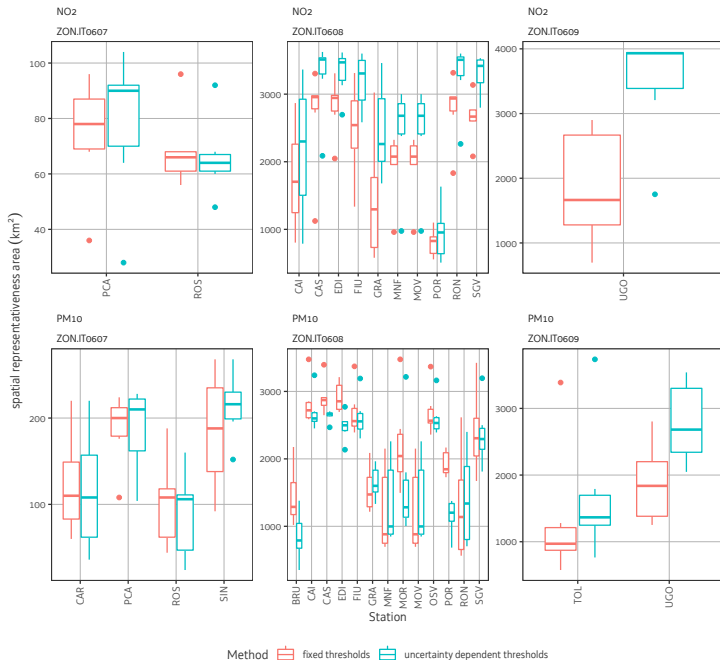 NO2
ZON.IT0607
NO2
ZON.IT0608
NO2
ZON.IT0609
100
80
60
40
PCA
ROS
3000
2000
1000
CAI
CAS
EDI
FIU
GRA
MNF
MOV
POR
RON
SGV
4000
3000
2000
1000
UGO
spatial representativeness area (km²)
PM10
ZON.IT0607
PM10
ZON.IT0608
PM10
ZON.IT0609
200
100
CAR
PCA
ROS
SIN
3000
2000
1000
BRU
CAI
CAS
EDI
FIU
GRA
MNF
MOR
MOV
OSV
POR
RON
SGV
3000
2000
1000
TOL
UGO
Station
Method fixed thresholds uncertainty dependent thresholds